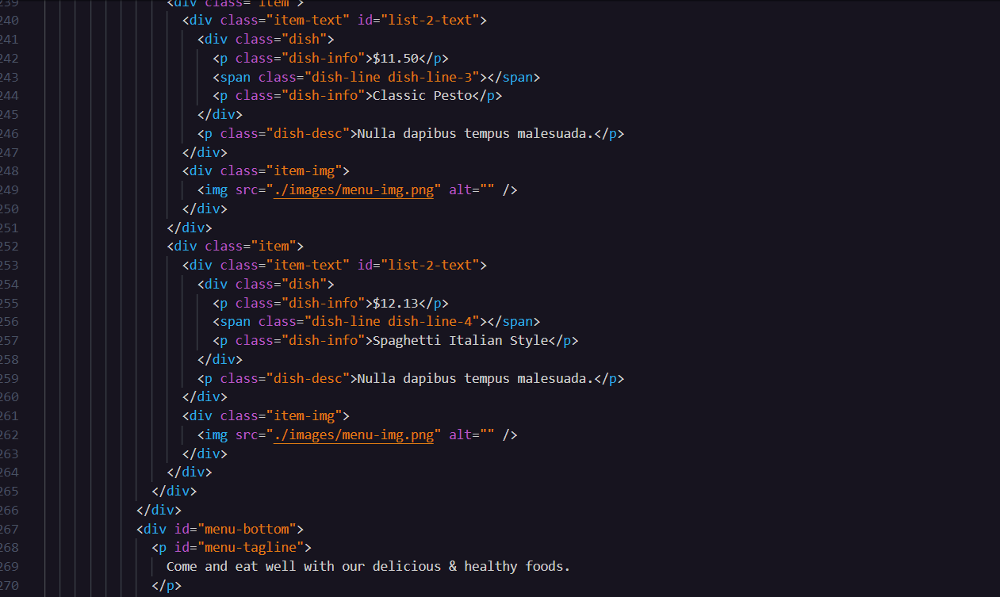 239 <div class="item">
240 <div class="item-text" id="list-2-text">
241 <div class="dish">
242 <p class="dish-info">$11.50</p>
243 <span class="dish-line dish-line-3"></span>
244 <p class="dish-info">Classic Pesto</p>
245 </div>
246 <p class="dish-desc">Nulla dapibus tempus malesuada.</p>
247 </div>
248 <div class="item-img">
249 <img src="./images/menu-img.png" alt="" />
250 </div>
251 </div>
252 <div class="item">
253 <div class="item-text" id="list-2-text">
254 <div class="dish">
255 <p class="dish-info">$12.13</p>
256 <span class="dish-line dish-line-4"></span>
257 <p class="dish-info">Spaghetti Italian Style</p>
258 </div>
259 <p class="dish-desc">Nulla dapibus tempus malesuada.</p>
260 </div>
261 <div class="item-img">
262 <img src="./images/menu-img.png" alt="" />
263 </div>
264 </div>
265 </div>
266 </div>
267 <div id="menu-bottom">
268 <p id="menu-tagline">
269 Come and eat well with our delicious & healthy foods.
270 </p>